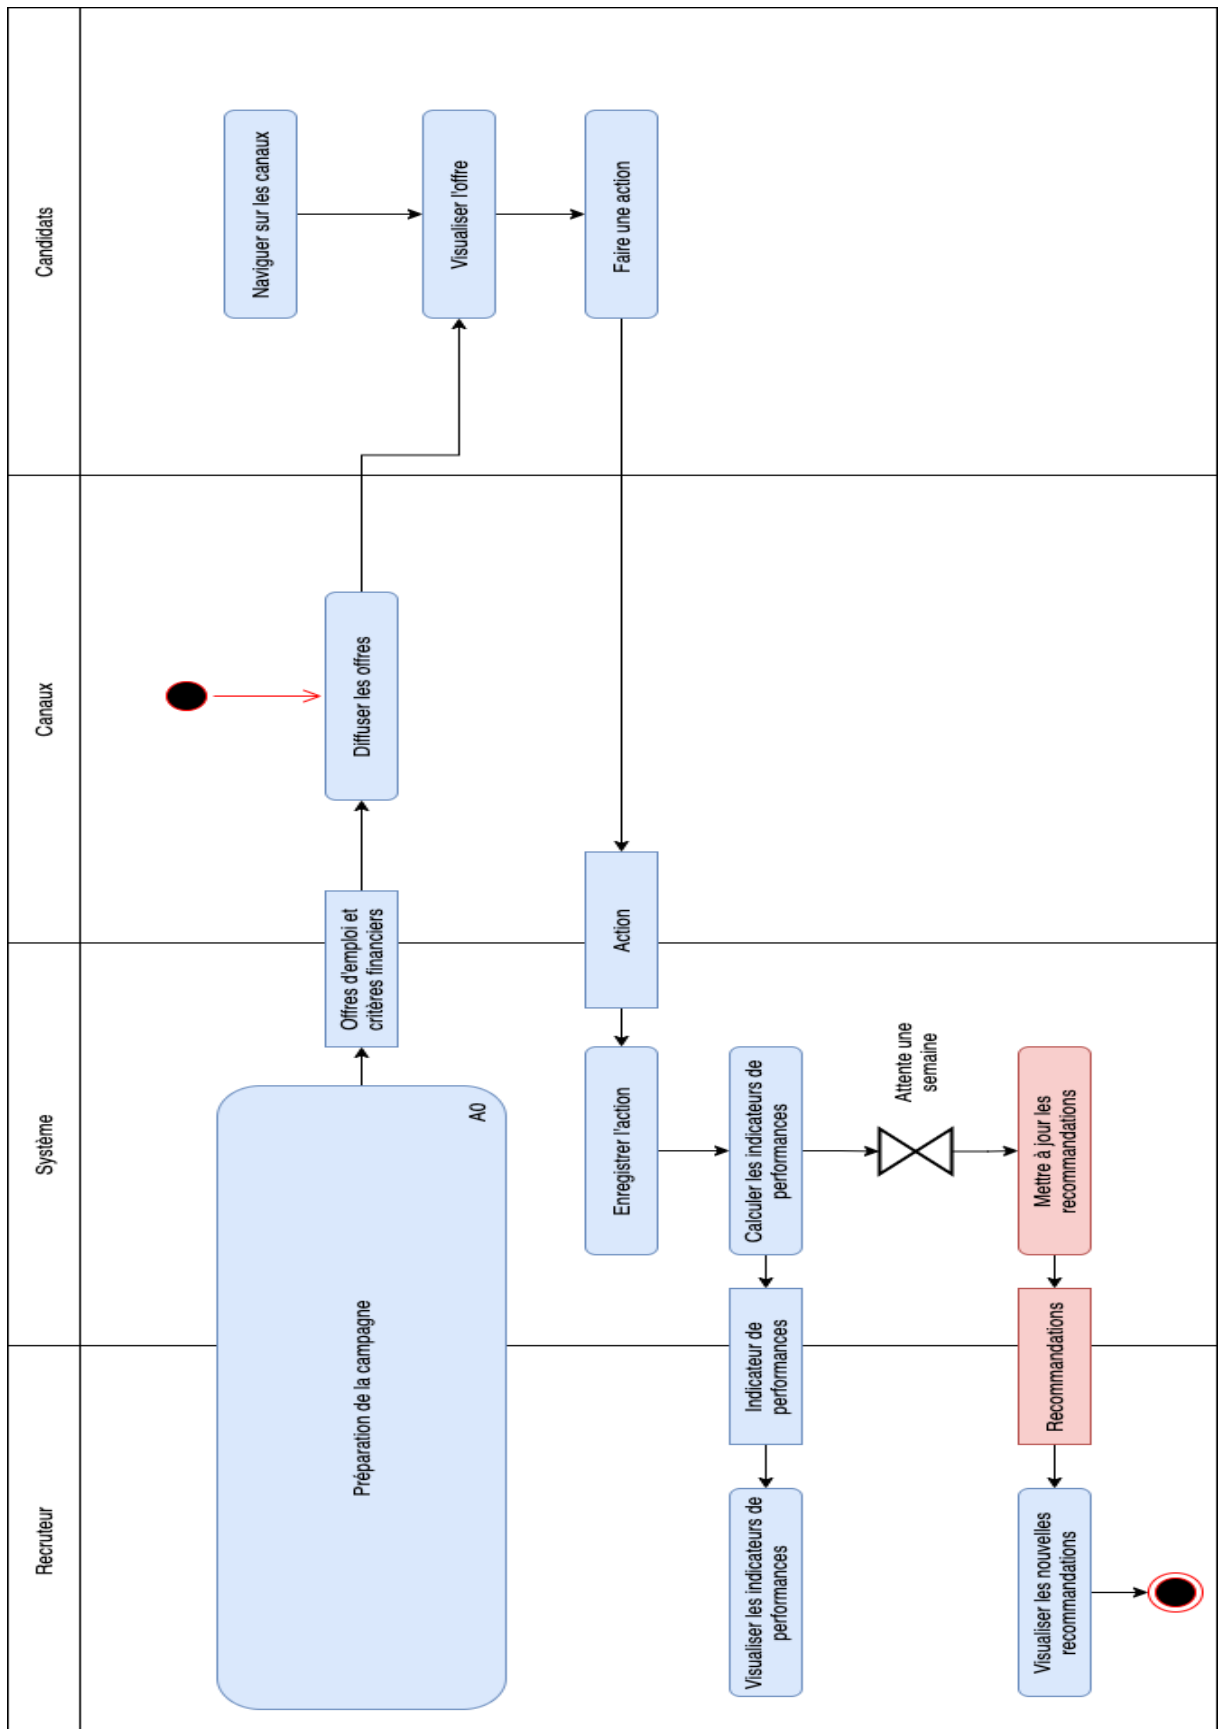 Recruteur
Système
Canaux
Candidats
Préparation de la campagne
A0
Offres d'emploi et
critères financiers
Diffuser les offres
Naviguer sur les canaux
Visualiser l'offre
Faire une action
Action
Enregistrer l'action
Calculer les indicateurs de
performances
Indicateur de
performances
Visualiser les indicateurs de
performances
Attente une
semaine
Mettre à jour les
recommandations
Recommandations
Visualiser les nouvelles
recommandations